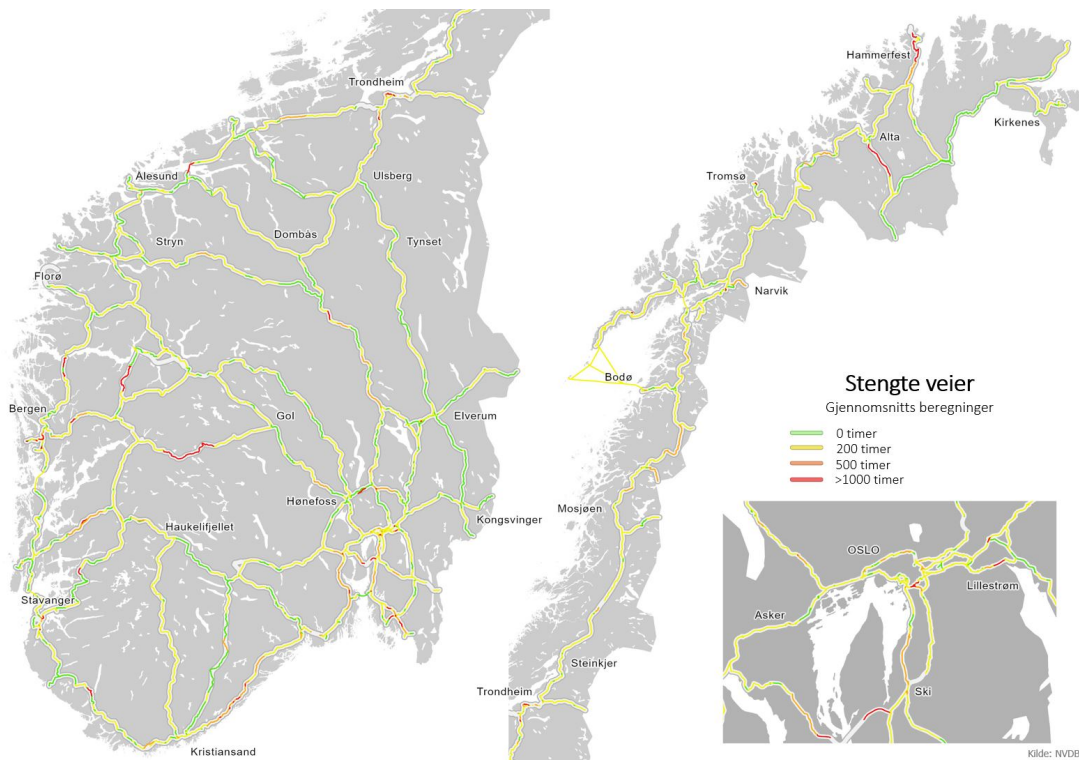 Trondheim
Ålesund
Ulsberg
Stryn
Dombås
Tynset
Florø
Bergen
Gol
Elverum
Hønefoss
Kongsvinger
Haukelifjellet
Stavanger
Kristiansand
Hammerfest
Kirkenes
Alta
Tromsø
Narvik
Bodø
Mosjøen
Steinkjer
Trondheim
Stengte veier
Gjennomsnitts beregninger
0 timer
200 timer
500 timer
>1000 timer
OSLO
Lillestrøm
Asker
Ski
Kilde: NVDB